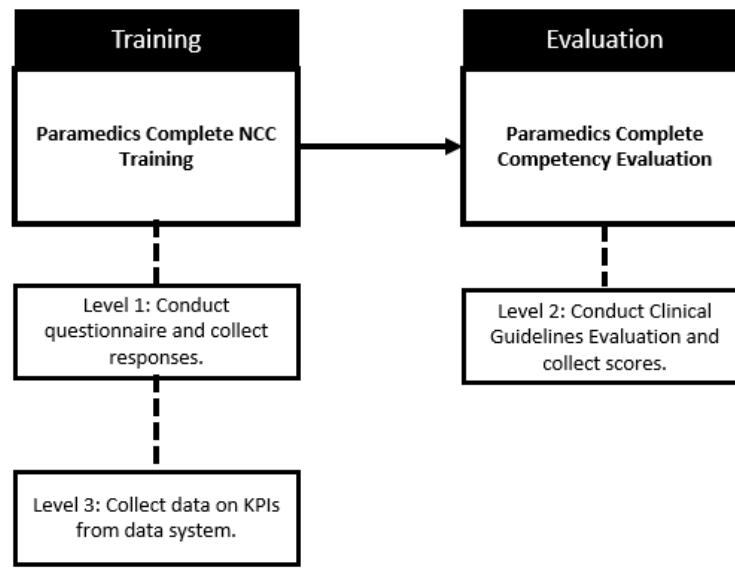 Training
Paramedics Complete NCC
Training
Level 1: Conduct
questionnaire and collect
responses.
Level 3: Collect data on KPIs
from data system.
Evaluation
Paramedics Complete
Competency Evaluation
Level 2: Conduct Clinical
Guidelines Evaluation and
collect scores.